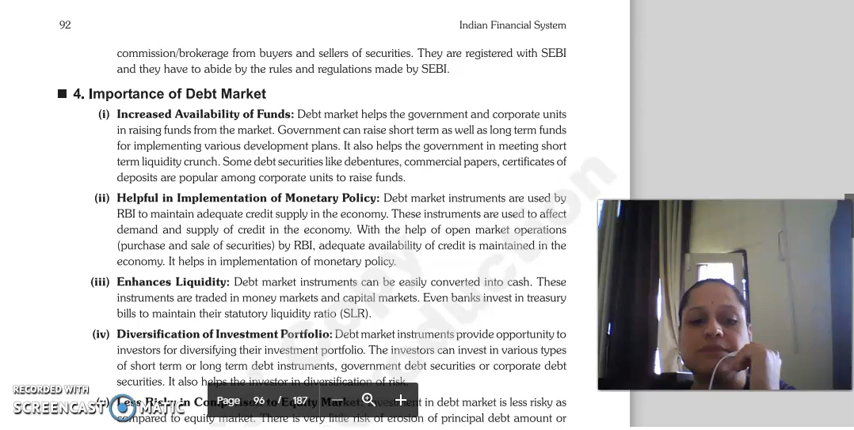 92
Indian Financial System
commission/brokerage from buyers and sellers of securities. They are registered with SEBI
and they have to abide by the rules and regulations made by SEBI.
■ 4. Importance of Debt Market
(i) Increased Availability of Funds: Debt market helps the government and corporate units
in raising funds from the market. Government can raise short term as well as long term funds
for implementing various development plans. It also helps the government in meeting short
term liquidity crunch. Some debt securities like debentures, commercial papers, certificates of
deposits are popular among corporate units to raise funds.
(ii) Helpful in Implementation of Monetary Policy: Debt market instruments are used by
RBI to maintain adequate credit supply in the economy. These instruments are used to affect
demand and supply of credit in the economy. With the help of open market operations
(purchase and sale of securities) by RBI, adequate availability of credit is maintained in the
economy. It helps in implementation of monetary policy.
(iii) Enhances Liquidity: Debt market instruments can be easily converted into cash. These
instruments are traded in money markets and capital markets. Even banks invest in treasury
bills to maintain their statutory liquidity ratio (SLR).
(iv) Diversification of Investment Portfolio: Debt market instruments provide opportunity to
investors for diversifying their investment portfolio. The investors can invest in various types
of short term or long term debt instruments, government debt securities or corporate debt
securities. It also helps the investor in diversification of risk.
Less Risky in Comparison to Equity Market: in debt market is less risky as
compared to equity market. There is very little risk of erosion of principal debt amount or
Page 96 / 187
RECORDED WITH
SCREENCAST MATIC